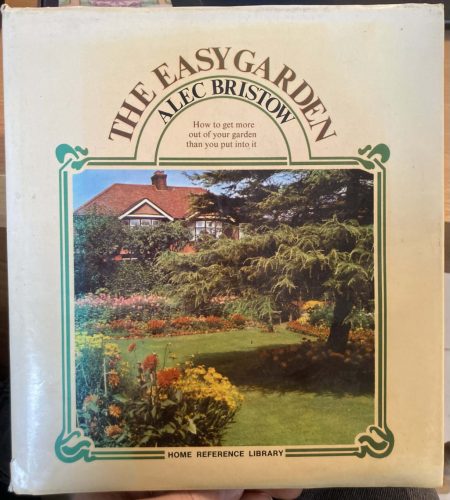 THE EASY GARDEN
ALEC BRISTOW
How to get more
out of your garden
than you put into it
HOME REFERENCE LIBRARY